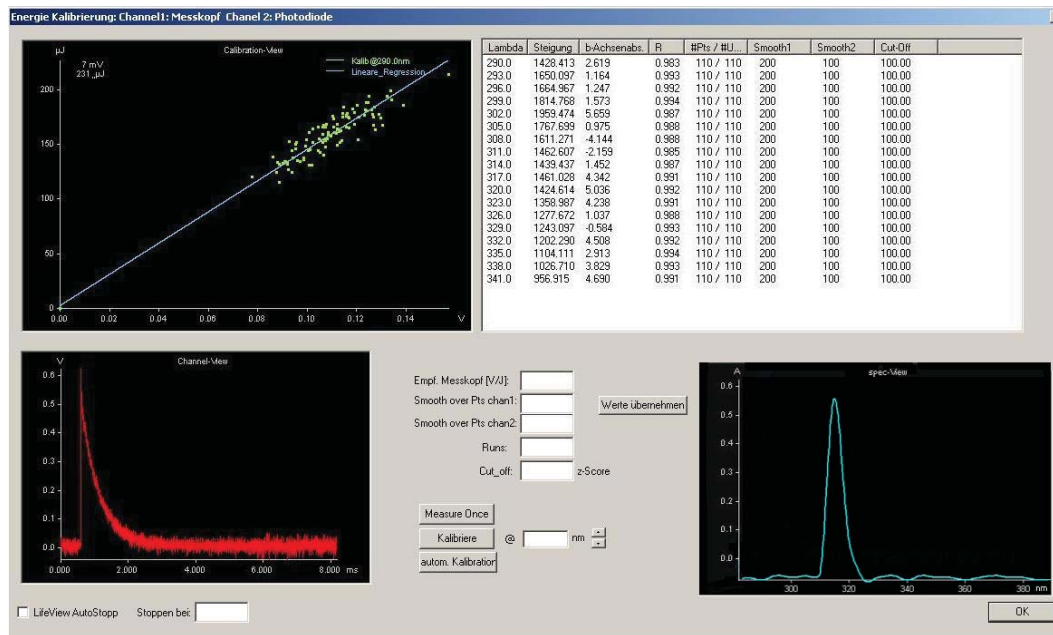 Energie Kalibrierung: Channel1: Messkopf Chanel 2: Photodiode
µJ Calibration-View
7 mV
231 „µJ
Kalib@290.0nm
Lineare_Regression
200
150
100
50
0
0.00 0.02 0.04 0.06 0.08 0.10 0.12 0.14 V
Lambda Steigung b-Achsenabs. R #Pts / #U... Smooth1 Smooth2 Cut-Off
290.0 1428.413 2.619 0.983 110 / 110 200 100 100.00
293.0 1650.097 1.164 0.993 110 / 110 200 100 100.00
296.0 1664.967 1.247 0.992 110 / 110 200 100 100.00
299.0 1814.768 1.573 0.994 110 / 110 200 100 100.00
302.0 1959.474 5.659 0.987 110 / 110 200 100 100.00
305.0 1767.699 0.975 0.988 110 / 110 200 100 100.00
308.0 1611.271 -4.144 0.988 110 / 110 200 100 100.00
311.0 1462.607 -2.159 0.985 110 / 110 200 100 100.00
314.0 1439.437 1.452 0.987 110 / 110 200 100 100.00
317.0 1461.028 4.342 0.991 110 / 110 200 100 100.00
320.0 1424.614 5.036 0.992 110 / 110 200 100 100.00
323.0 1358.987 4.238 0.991 110 / 110 200 100 100.00
326.0 1277.672 1.037 0.988 110 / 110 200 100 100.00
329.0 1243.097 -0.584 0.993 110 / 110 200 100 100.00
332.0 1202.290 4.508 0.992 110 / 110 200 100 100.00
335.0 1104.111 2.913 0.994 110 / 110 200 100 100.00
338.0 1026.710 3.829 0.993 110 / 110 200 100 100.00
341.0 956.915 4.690 0.991 110 / 110 200 100 100.00
V Channel-View
0.6
0.5
0.4
0.3
0.2
0.1
0.0
0.000 2.000 4.000 6.000 8.000 ms
Empf. Messkopf [V/J]:
Smooth over Pts chan1:
Werte übernehmen
Smooth over Pts chan2:
Runs:
Cut_off: z-Score
Measure Once
Kalibriere @ nm
autom. Kalibration
A spec-View
0.6
0.5
0.4
0.3
0.2
0.1
0.0
300 320 340 360 380 nm
LifeView AutoStopp Stoppen bei:
OK